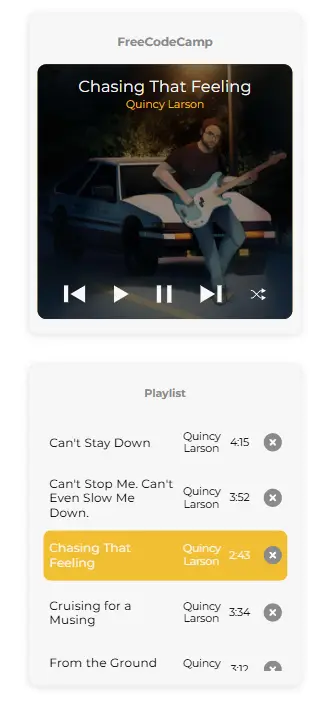 FreeCodeCamp
Chasing That Feeling
Quincy Larson
Playlist
Can't Stay Down Quincy Larson 4:15
Can't Stop Me. Can't Even Slow Me Down. Quincy Larson 3:52
Chasing That Feeling Quincy Larson 2:43
Cruising for a Musing Quincy Larson 3:34
From the Ground Quincy 3:12